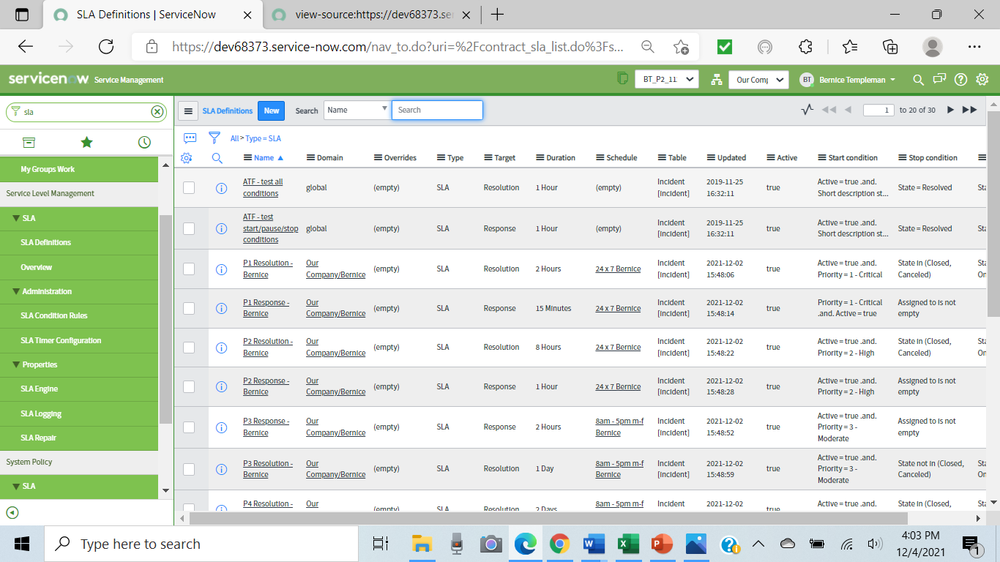 SLA Definitions | ServiceNow
view-source:https://dev68373.se
https://dev68373.service-now.com/nav_to.do?uri=%2Fcontract_sla_list.do%3Fs...
servicenow Service Management
BT_P2_11
Our Comp
BT Bernice Templeman
sla
SLA Definitions New Search Name Search
1 to 20 of 30
All > Type = SLA
Name Domain Overrides Type Target Duration Schedule Table Updated Active Start condition Stop condition
My Groups Work
Service Level Management
SLA
SLA Definitions
Overview
Administration
SLA Condition Rules
SLA Timer Configuration
Properties
SLA Engine
SLA Logging
SLA Repair
System Policy
SLA
ATF - test all
conditions
global
(empty)
SLA
Resolution
1 Hour
(empty)
Incident
[incident]
2019-11-25
16:32:11
true
Active = true .and.
Short description st...
State = Resolved
Sta
ATF - test
start/pause/stop
conditions
global
(empty)
SLA
Response
1 Hour
(empty)
Incident
[incident]
2019-11-25
16:32:11
true
Active = true .and.
Short description st...
State = Resolved
Sta
P1 Resolution -
Bernice
Our
Company/Bernice
(empty)
SLA
Resolution
2 Hours
24 x 7 Bernice
Incident
[incident]
2021-12-02
15:48:06
true
Active = true .and.
Priority = 1 - Critical
State in (Closed,
Canceled)
Sta
On
P1 Response -
Bernice
Our
Company/Bernice
(empty)
SLA
Response
15 Minutes
24 x 7 Bernice
Incident
[incident]
2021-12-02
15:48:14
true
Priority = 1 - Critical
.and. Active = true
Assigned to is not
empty
P2 Resolution -
Bernice
Our
Company/Bernice
(empty)
SLA
Resolution
8 Hours
24 x 7 Bernice
Incident
[incident]
2021-12-02
15:48:22
true
Active = true .and.
Priority = 2 - High
State in (Closed,
Canceled)
Sta
On
P2 Response -
Bernice
Our
Company/Bernice
(empty)
SLA
Response
1 Hour
24 x 7 Bernice
Incident
[incident]
2021-12-02
15:48:28
true
Active = true .and.
Priority = 2 - High
Assigned to is not
empty
P3 Response -
Bernice
Our
Company/Bernice
(empty)
SLA
Response
2 Hours
8am - 5pm m-f
Bernice
Incident
[incident]
2021-12-02
15:48:52
true
Active = true .and.
Priority = 3 -
Moderate
Assigned to is not
empty
P3 Resolution -
Bernice
Our
Company/Bernice
(empty)
SLA
Resolution
1 Day
8am - 5pm m-f
Bernice
Incident
[incident]
2021-12-02
15:48:59
true
Active = true .and.
Priority = 3 -
Moderate
State not in (Closed,
Canceled)
Sta
On
P4 Resolution -
Our
(empty)
SLA
Resolution
2 Days
8am - 5pm m-f
Incident
2021-12-02
true
Active = true .and.
State in (Closed,
Sta
Type here to search
4:03 PM
12/4/2021
1